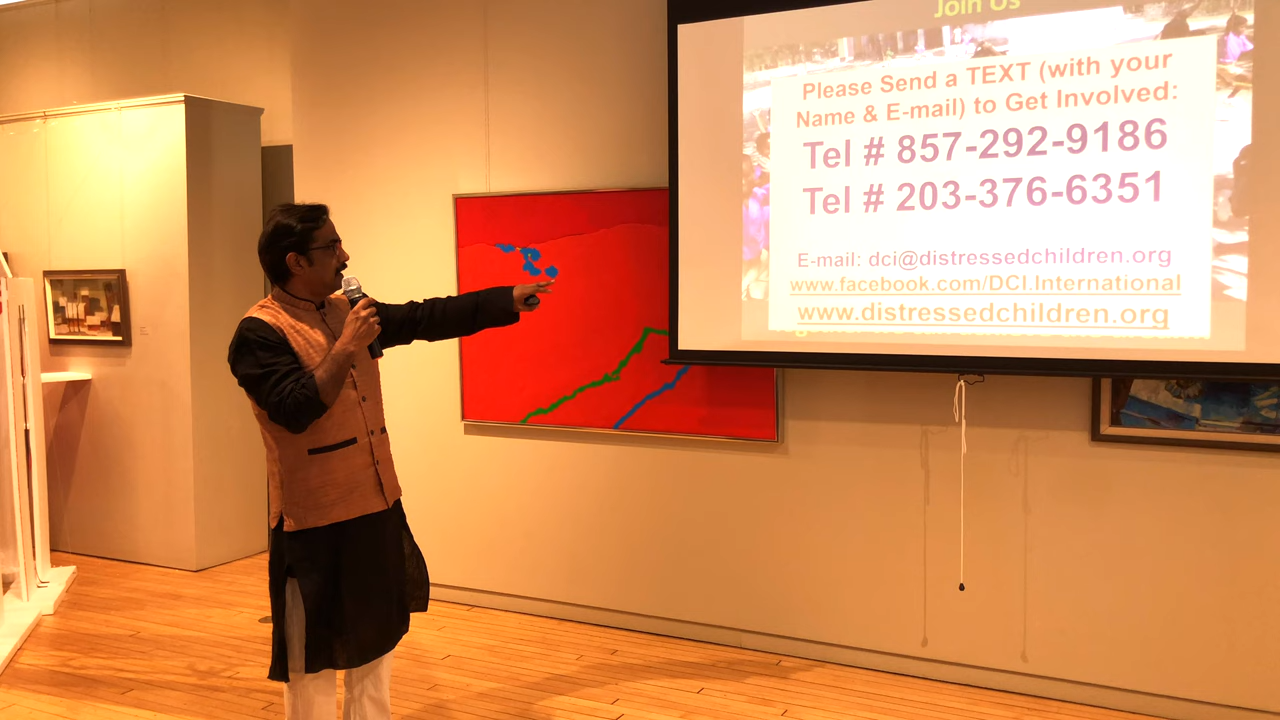 Join Us
Please Send a TEXT (with your
Name & E-mail) to Get Involved:
Tel # 857-292-9186
Tel # 203-376-6351
E-mail: dci@distressedchildren.org
www.facebook.com/DCI.International
www.distressedchildren.org